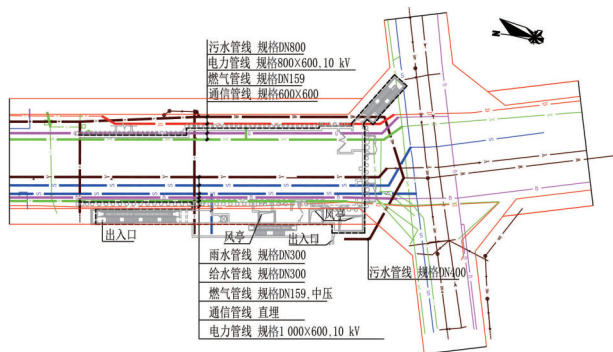 污水管线 规格DN800
电力管线 规格800×600,10 kV
燃气管线 规格DN159
通信管线 规格600×600
N
风亭
出入口
风亭
出入口
雨水管线 规格DN300
给水管线 规格DN300
燃气管线 规格DN159,中压
通信管线 直埋
电力管线 规格1 000×600,10 kV
污水管线 规格DN400